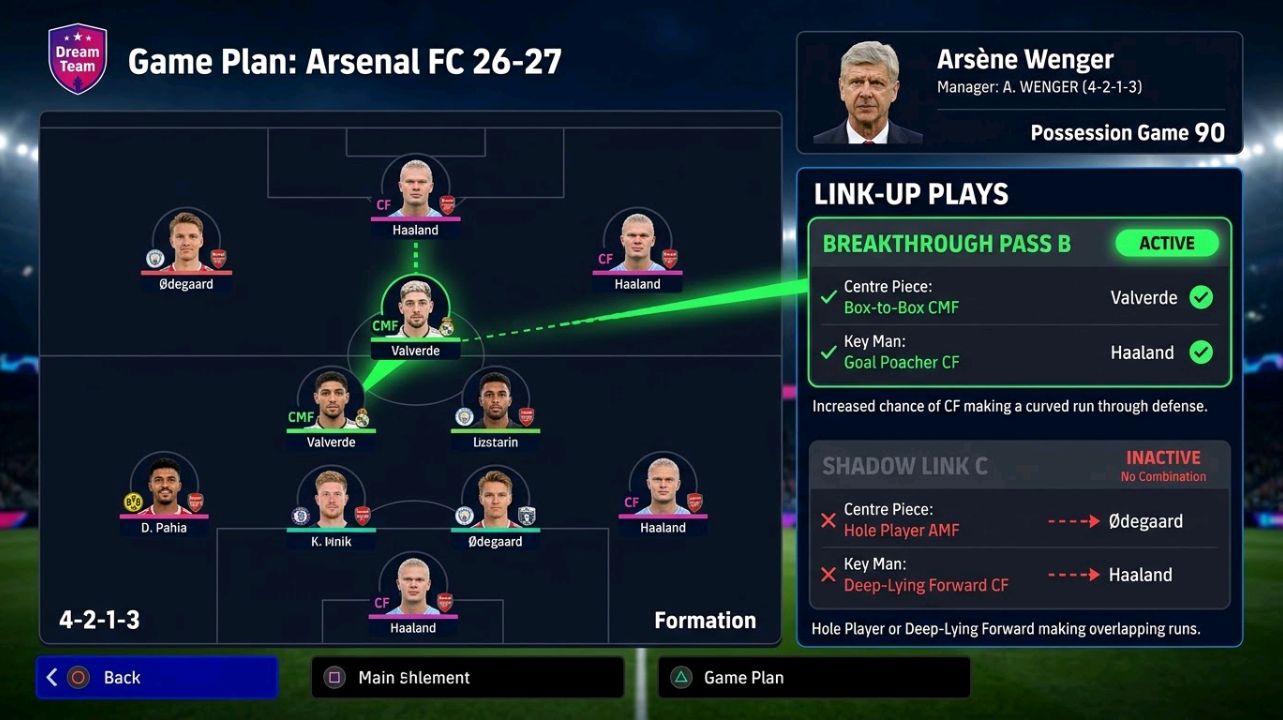 Dream
Team
Game Plan: Arsenal FC 26-27
Arsène Wenger
Manager: A. WENGER (4-2-1-3)
Possession Game 90
CF
Haaland
Ødegaard
CF
Haaland
CMF
Valverde
CMF
Valverde
Lizstarin
BVB
D. Pahia
K.
Ødegaard
CF
Haaland
CF
Haaland
4-2-1-3
Formation
LINK-UP PLAYS
BREAKTHROUGH PASS B
ACTIVE
Centre Piece:
Box-to-Box CMF
Valverde
Key Man:
Goal Poacher CF
Haaland
Increased chance of CF making a curved run through defense.
SHADOW LINK C
INACTIVE
No Combination
Centre Piece:
Hole Player AMF
Ødegaard
Key Man:
Deep-Lying Forward CF
Haaland
Hole Player or Deep-Lying Forward making overlapping runs.
Back
Main
Game Plan